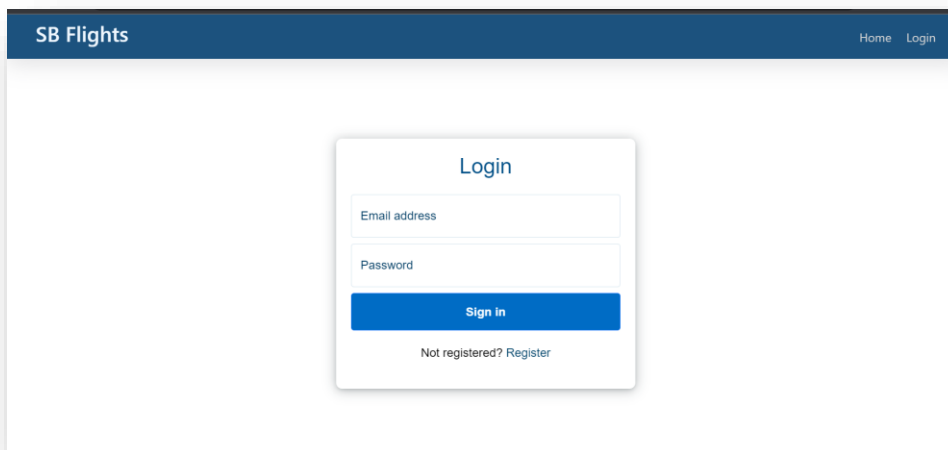 SB Flights
Home Login
Login
Email address
Password
Sign in
Not registered? Register